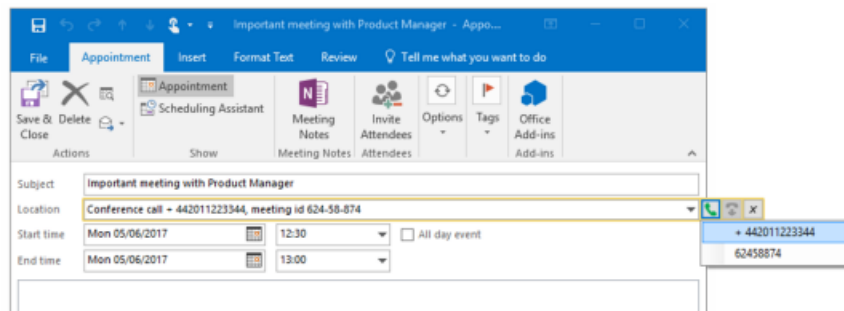 Important meeting with Product Manager - Appo...
File Appointment Insert Format Text Review Tell me what you want to do
Save & Close
Delete
Actions
Appointment
Scheduling Assistant
Show
Meeting Notes
Meeting Notes
Invite Attendees
Attendees
Options
Tags
Office Add-ins
Add-ins
Subject Important meeting with Product Manager
Location Conference call + 442011223344, meeting id 624-58-874
x
+ 442011223344
62458874
Start time Mon 05/06/2017 12:30 All day event
End time Mon 05/06/2017 13:00